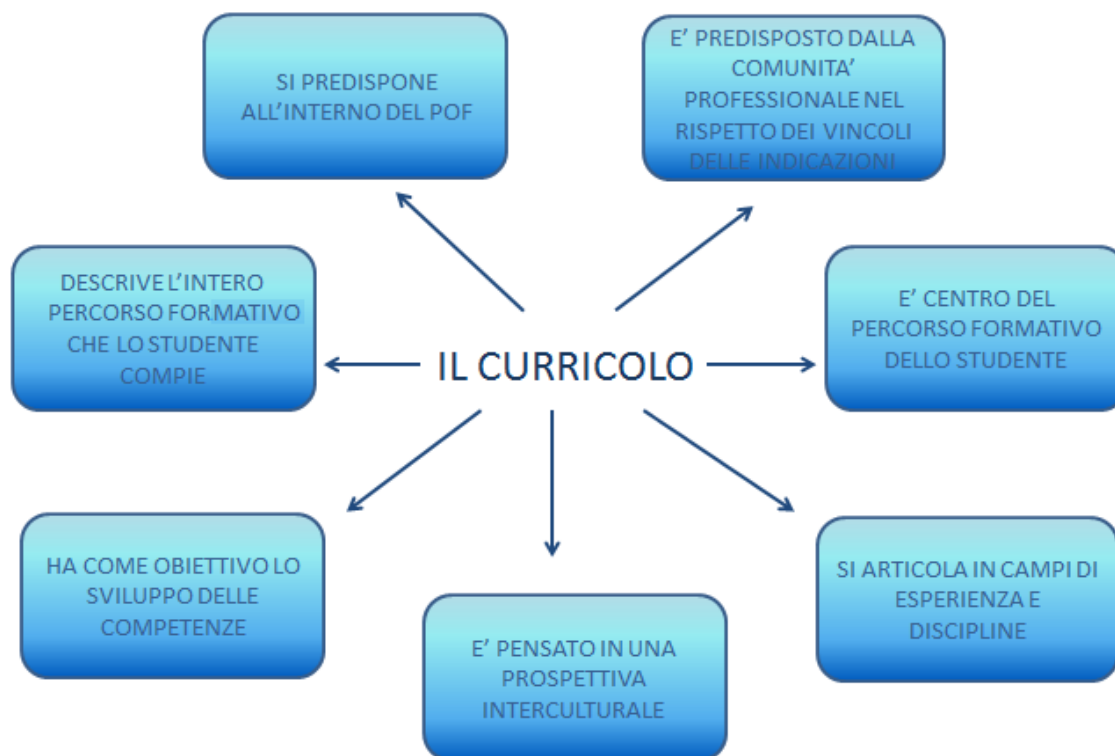 SI PREDISPONE
ALL'INTERNO DEL POF
E' PREDISPOSTO DALLA
COMUNITA'
PROFESSIONALE NEL
RISPETTO DEI VINCOLI
DELLE INDICAZIONI
DESCRIVE L'INTERO
PERCORSO FORMATIVO
CHE LO STUDENTE
COMPIE
IL CURRICOLO
E' CENTRO DEL
PERCORSO FORMATIVO
DELLO STUDENTE
HA COME OBIETTIVO LO
SVILUPPO DELLE
COMPETENZE
E' PENSATO IN UNA
PROSPETTIVA
INTERCULTURALE
SI ARTICOLA IN CAMPI DI
ESPERIENZA E
DISCIPLINE